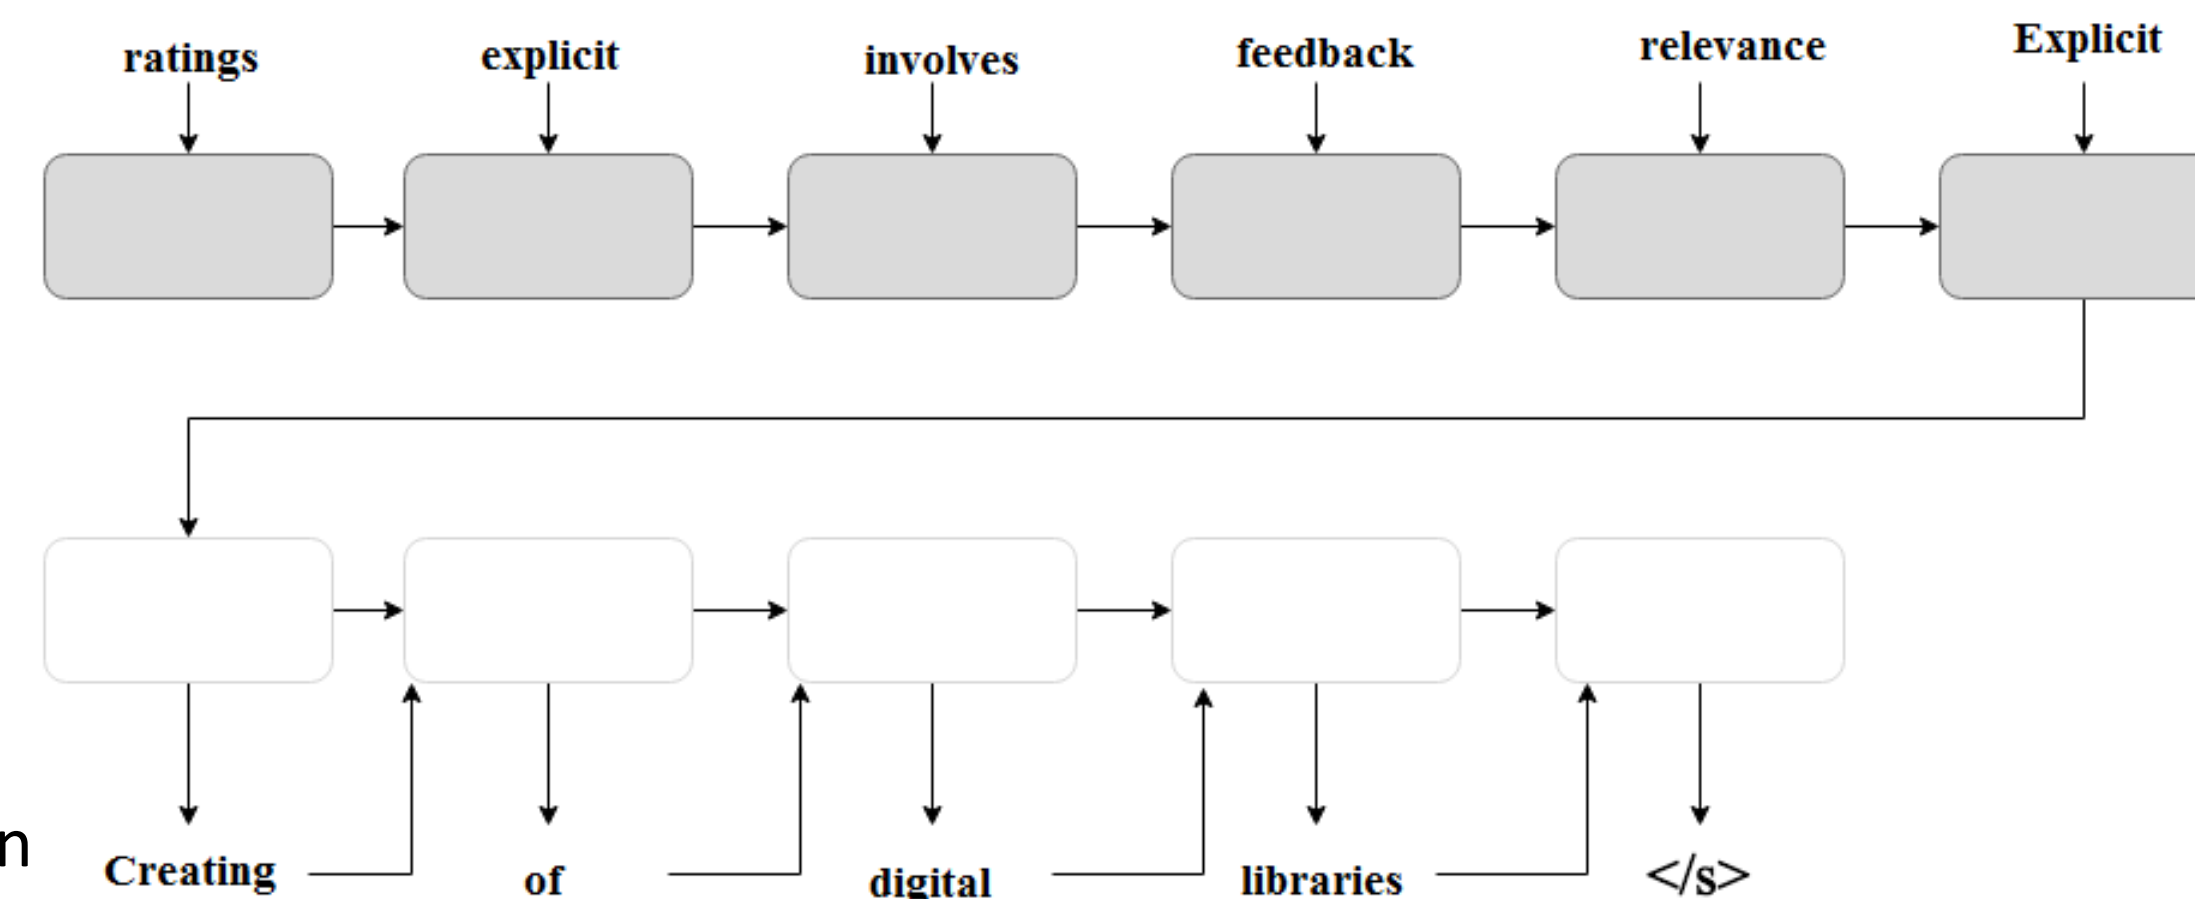 ratings explicit involves feedback relevance Explicit
n
Creating of digital libraries </s>